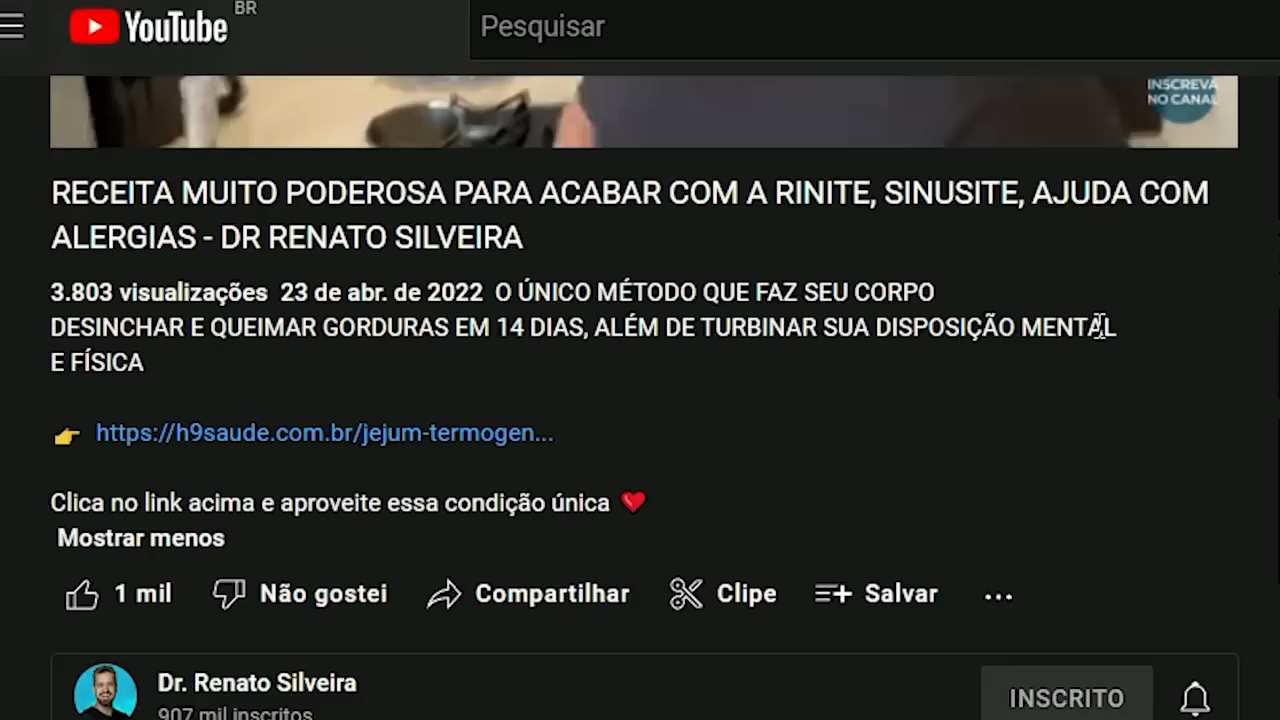 YouTube BR
Pesquisar
INSCREVA
NO CANAL
RECEITA MUITO PODEROSA PARA ACABAR COM A RINITE, SINUSITE, AJUDA COM
ALERGIAS - DR RENATO SILVEIRA
3.803 visualizações 23 de abr. de 2022 O ÚNICO MÉTODO QUE FAZ SEU CORPO
DESINCHAR E QUEIMAR GORDURAS EM 14 DIAS, ALÉM DE TURBINAR SUA DISPOSIÇÃO MENTAL
E FÍSICA
https://h9saude.com.br/jejum-termogen...
Clica no link acima e aproveite essa condição única
Mostrar menos
1 mil Não gostei Compartilhar Clipe Salvar ...
Dr. Renato Silveira
907 mil inscritos
INSCRITO